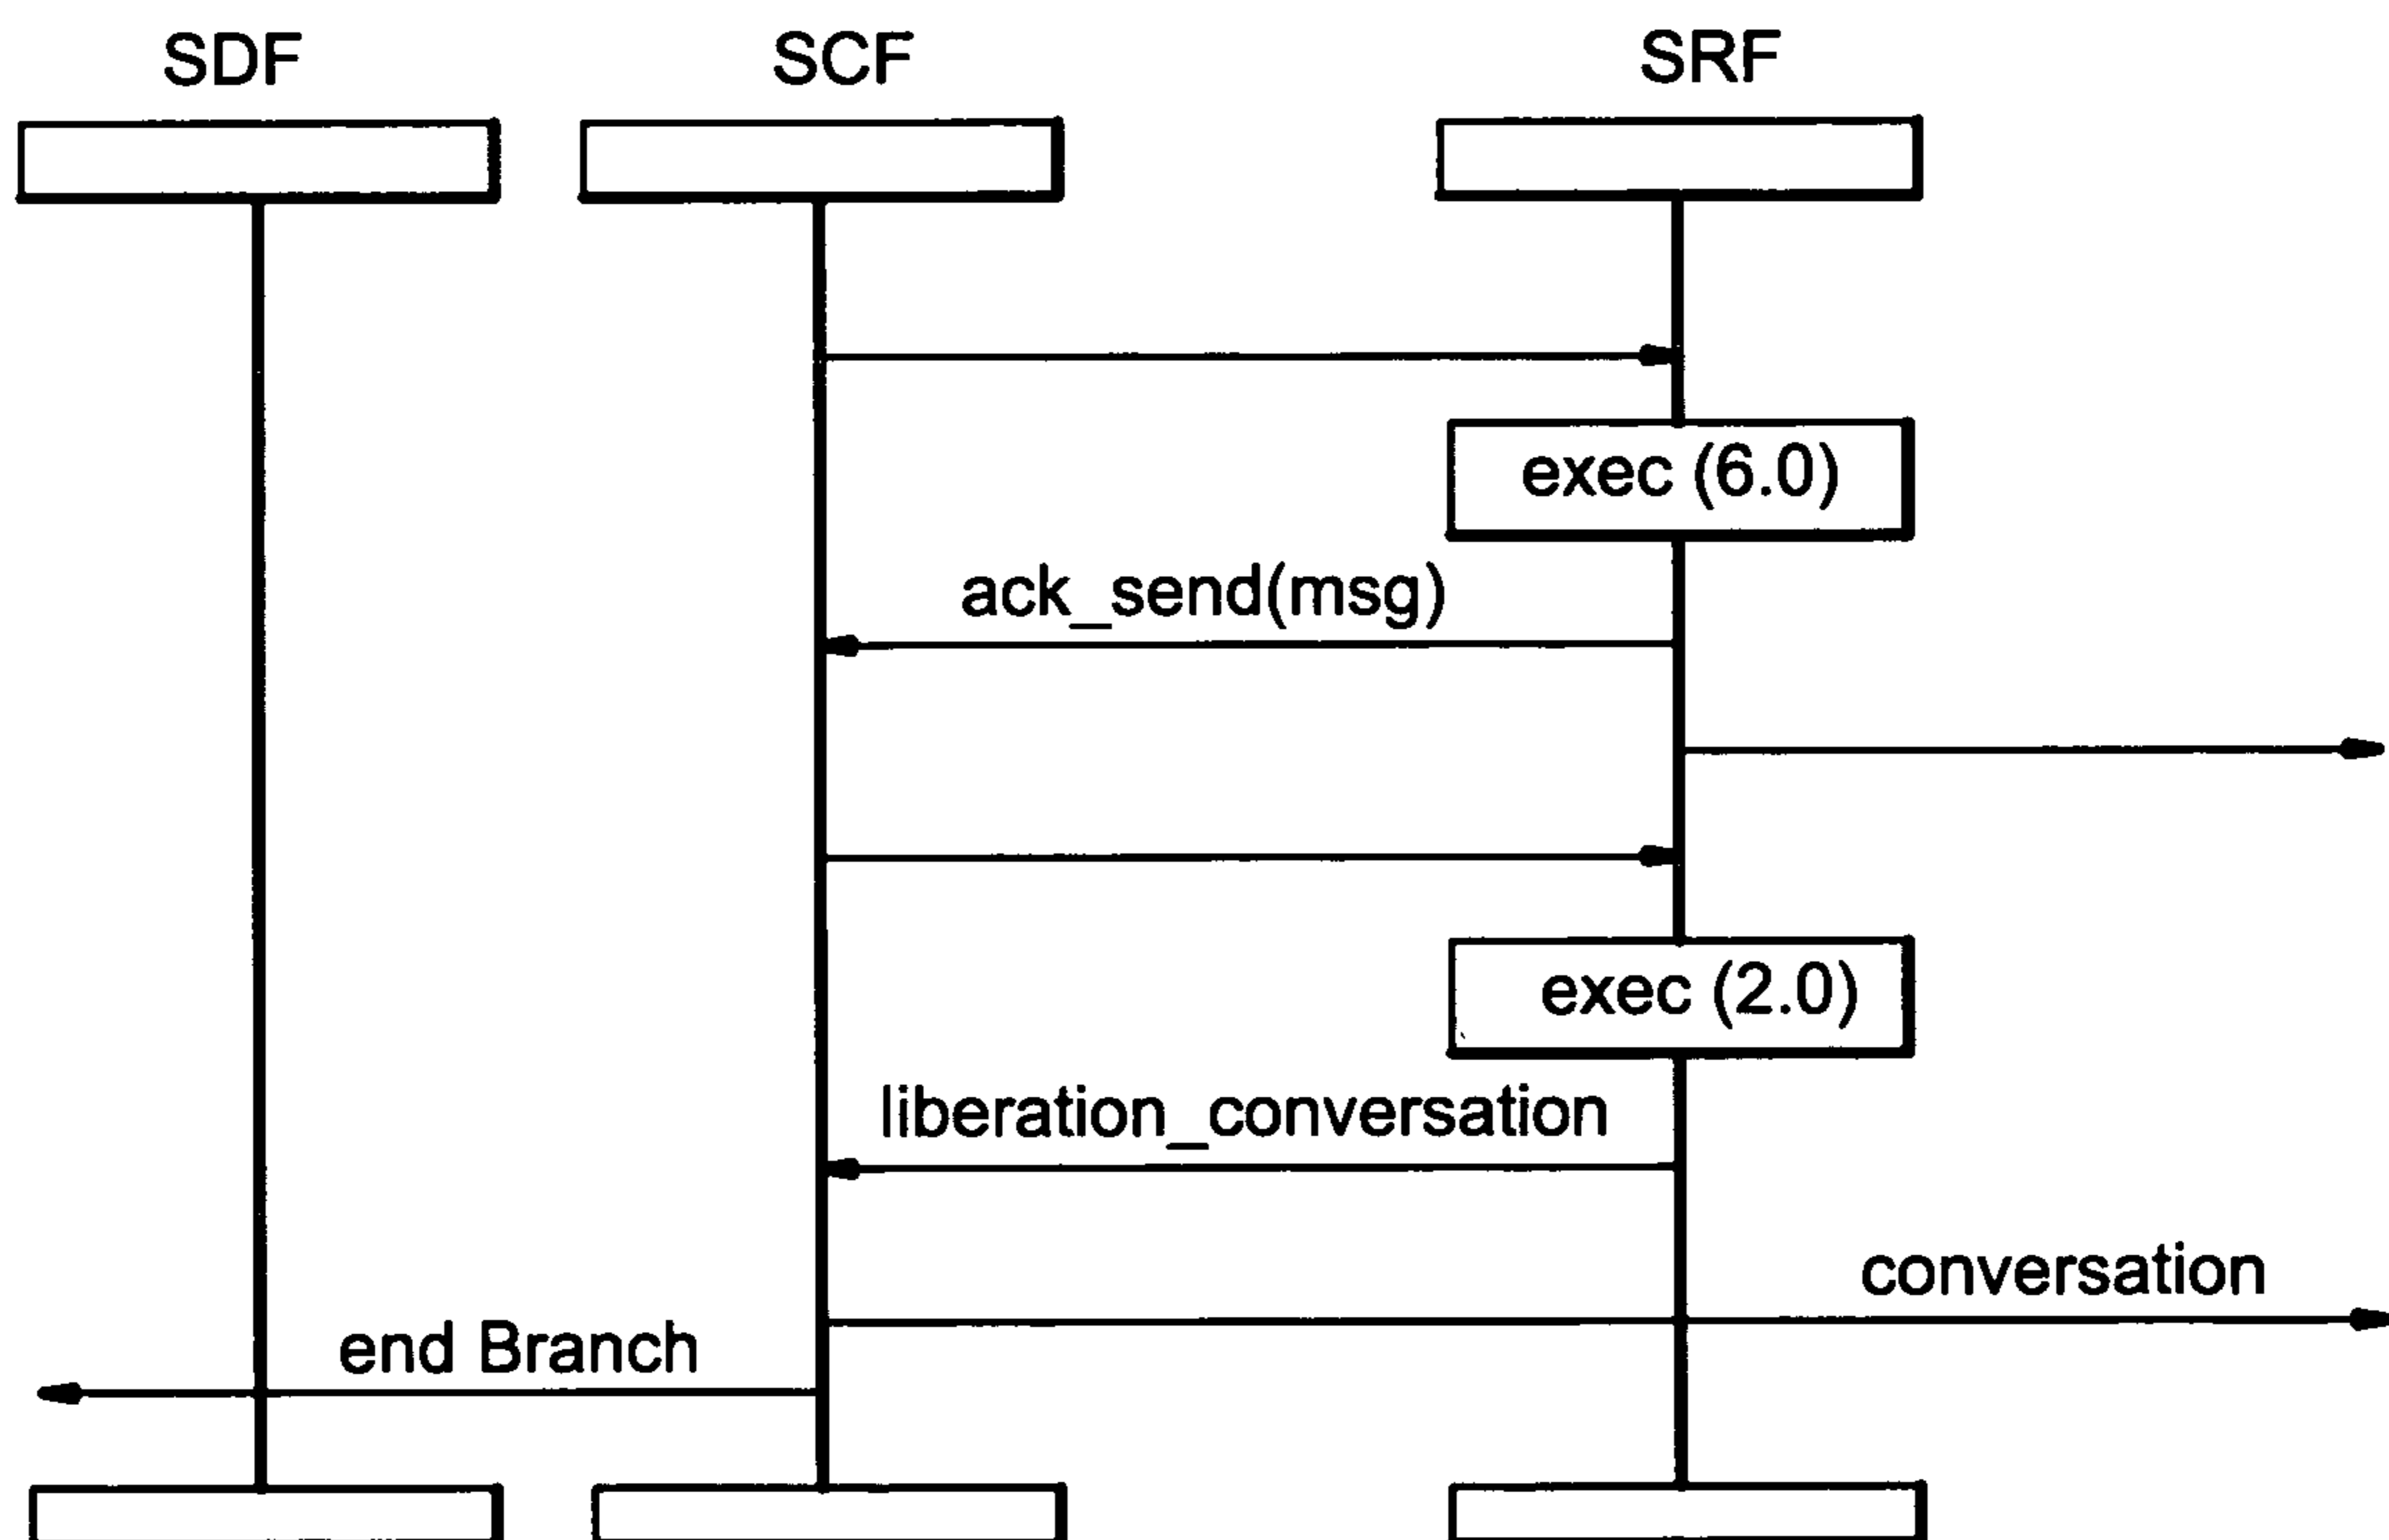 SDF
SCF
SRF
exec (6.0)
ack_send(msg)
exec (2.0)
liberation_conversation
conversation
end Branch